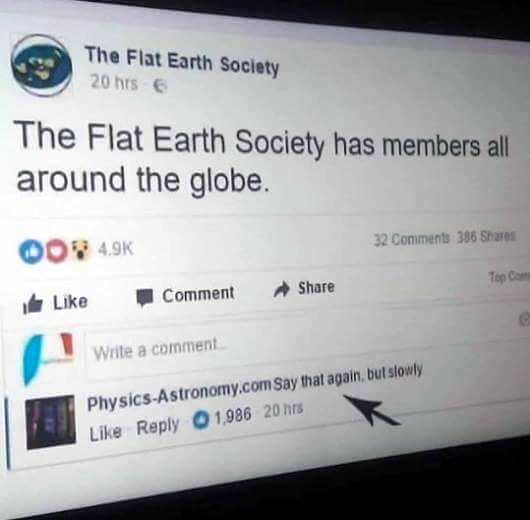 The Flat Earth Society
20 hrs
The Flat Earth Society has members all
around the globe.
4.9K 32 Comments 386 Shares
Top Com
Like Comment Share
Write a comment...
Physics-Astronomy.com Say that again, but slowly
Like Reply 1,986 20 hrs